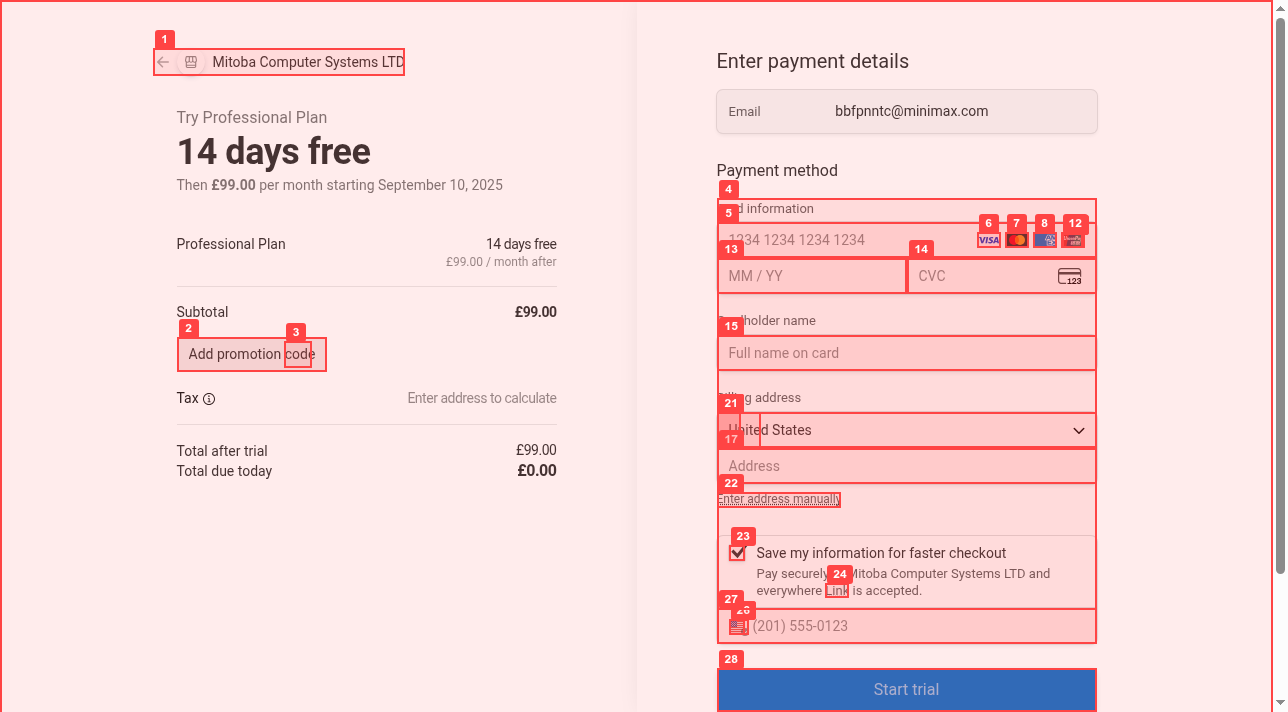 1
Mitoba Computer Systems LTD
Try Professional Plan
14 days free
Then £99.00 per month starting September 10, 2025
Professional Plan
14 days free
£99.00 / month after
Subtotal
£99.00
2
3
Add promotion code
Tax
Enter address to calculate
Total after trial
£99.00
Total due today
£0.00
Enter payment details
Email
bbfpnntc@minimax.com
Payment method
4
information
5
6
7
8
12
1234 1234 1234 1234
VISA
13
14
MM / YY
CVC
123
15
name
Full name on card
21
address
United States
17
Address
22
Enter address manually
23
Save my information for faster checkout
24
Pay securely Mitoba Computer Systems LTD and
everywhere Link is accepted.
27
26
(201) 555-0123
28
Start trial